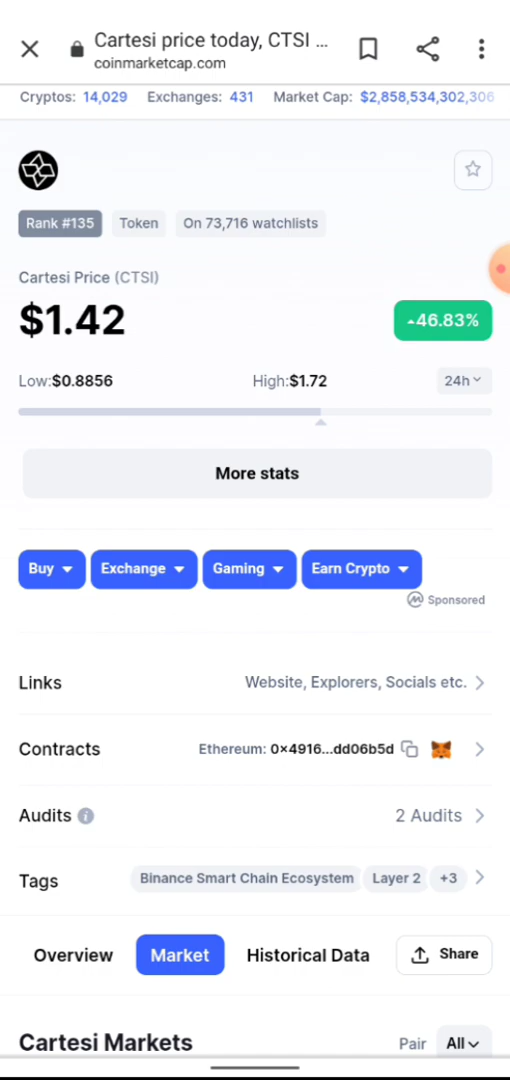 Cartesi price today, CTSI ...
coinmarketcap.com
Cryptos: 14,029 Exchanges: 431 Market Cap: $2,858,534,302,306
Rank #135 Token On 73,716 watchlists
Cartesi Price (CTSI)
$1.42 46.83%
Low:$0.8856 High:$1.72 24h
More stats
Buy Exchange Gaming Earn Crypto
Sponsored
Links Website, Explorers, Socials etc.
Contracts Ethereum: 0x4916...dd06b5d
Audits 2 Audits
Tags Binance Smart Chain Ecosystem Layer 2 +3
Overview Market Historical Data Share
Cartesi Markets Pair All